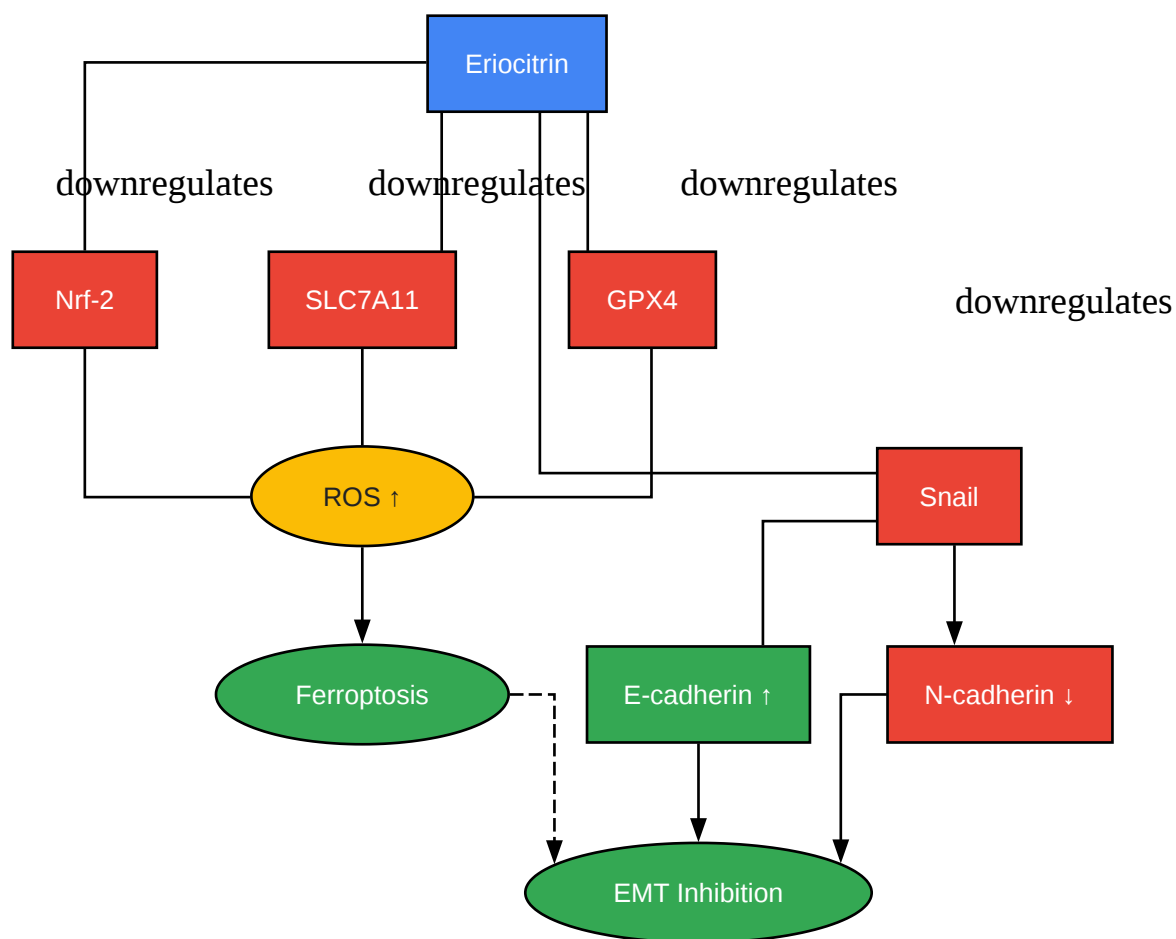 Eriocitrin
downregulates
downregulates
downregulates
Nrf-2
SLC7A11
GPX4
downregulates
ROS ↑
Snail
Ferroptosis
E-cadherin ↑
N-cadherin ↓
EMT Inhibition